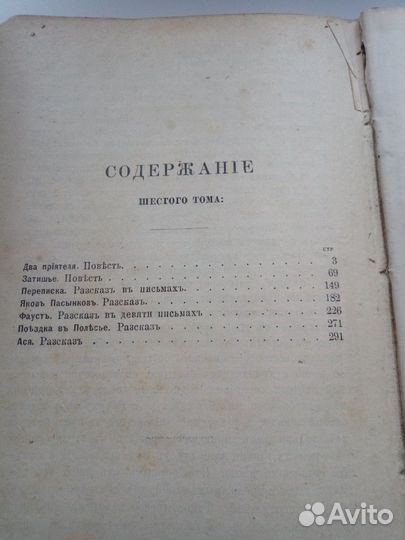 СОДЕРЖАНІЕ
ШЕСТОГО ТОМА:
СТР
Два пріятеля. Повѣсть. . . . . . . . . . . . . 3
Затишье. Повѣсть . . . . . . . . . . . . . 69
Переписка. Разсказъ въ письмахъ. . . . . . . . . 149
Яковъ Пасынковъ. Разсказъ. . . . . . . . . . . 182
Фаустъ. Разсказъ въ девяти письмахъ . . . . . . . . 226
Поѣздка въ Полѣсье. Разсказъ . . . . . . . . . . 271
Ася. Разсказъ . . . . . . . . . . . . . . 291
Avito